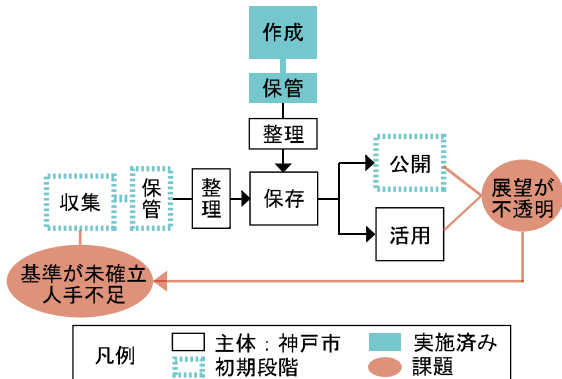 作成
保管
整理
収集
保管
整理
保存
公開
活用
展望が
不透明
基準が未確立
人手不足
凡例
主体：神戸市
初期段階
実施済み
課題